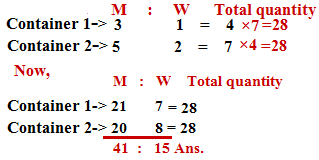 M : W Total quantity
Container 1-> 3 1 = 4 ×7 =28
Container 2-> 5 2 = 7 ×4 =28
Now,
M : W Total quantity
Container 1-> 21 7 = 28
Container 2-> 20 8 = 28
41 : 15 Ans.